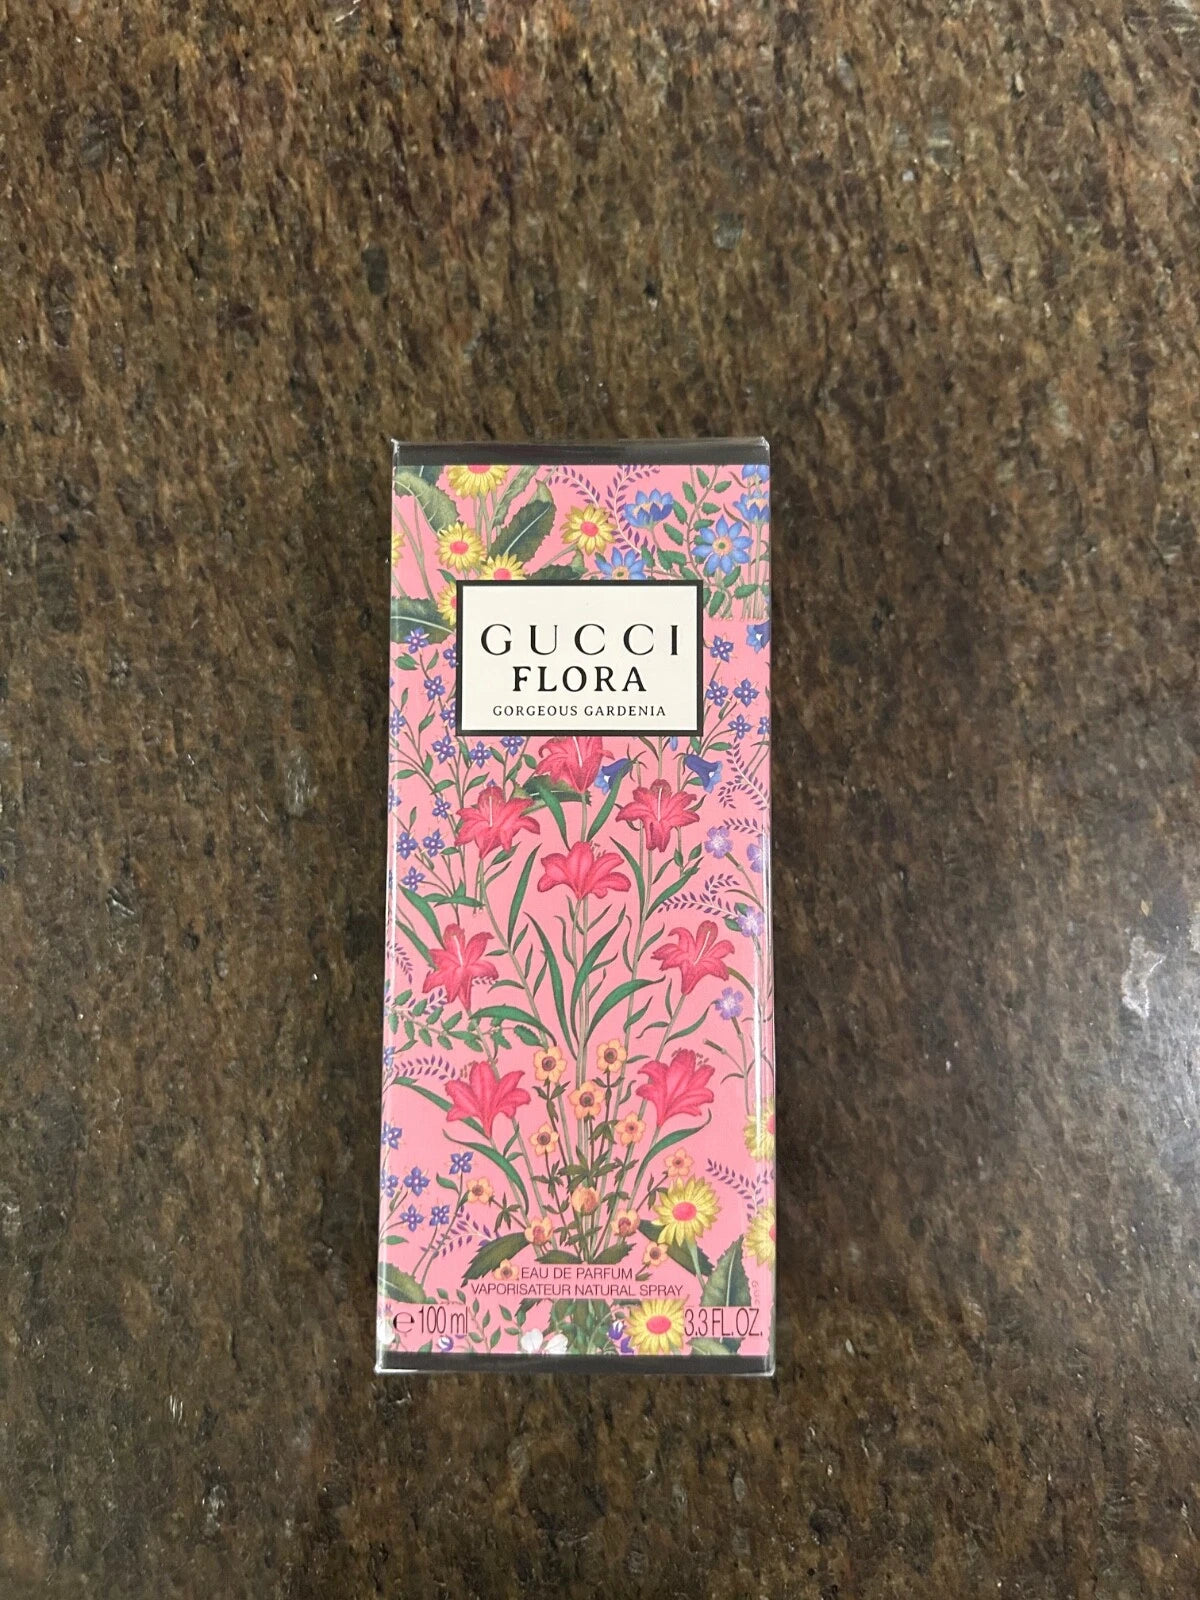 GUCCI
FLORA
GORGEOUS GARDENIA
EAU DE PARFUM
VAPORISATEUR NATURAL SPRAY
℮ 100 ml 3.3 FL. OZ.